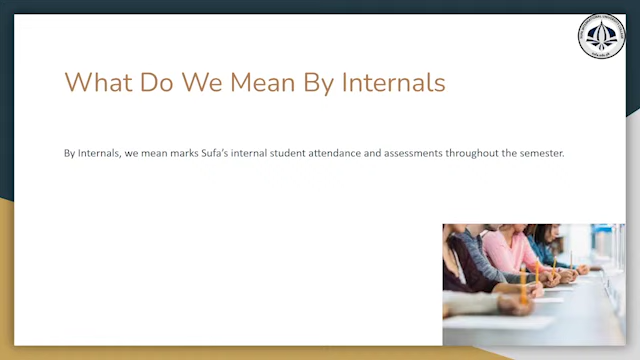 What Do We Mean By Internals
By Internals, we mean marks Sufa's internal student attendance and assessments throughout the semester.